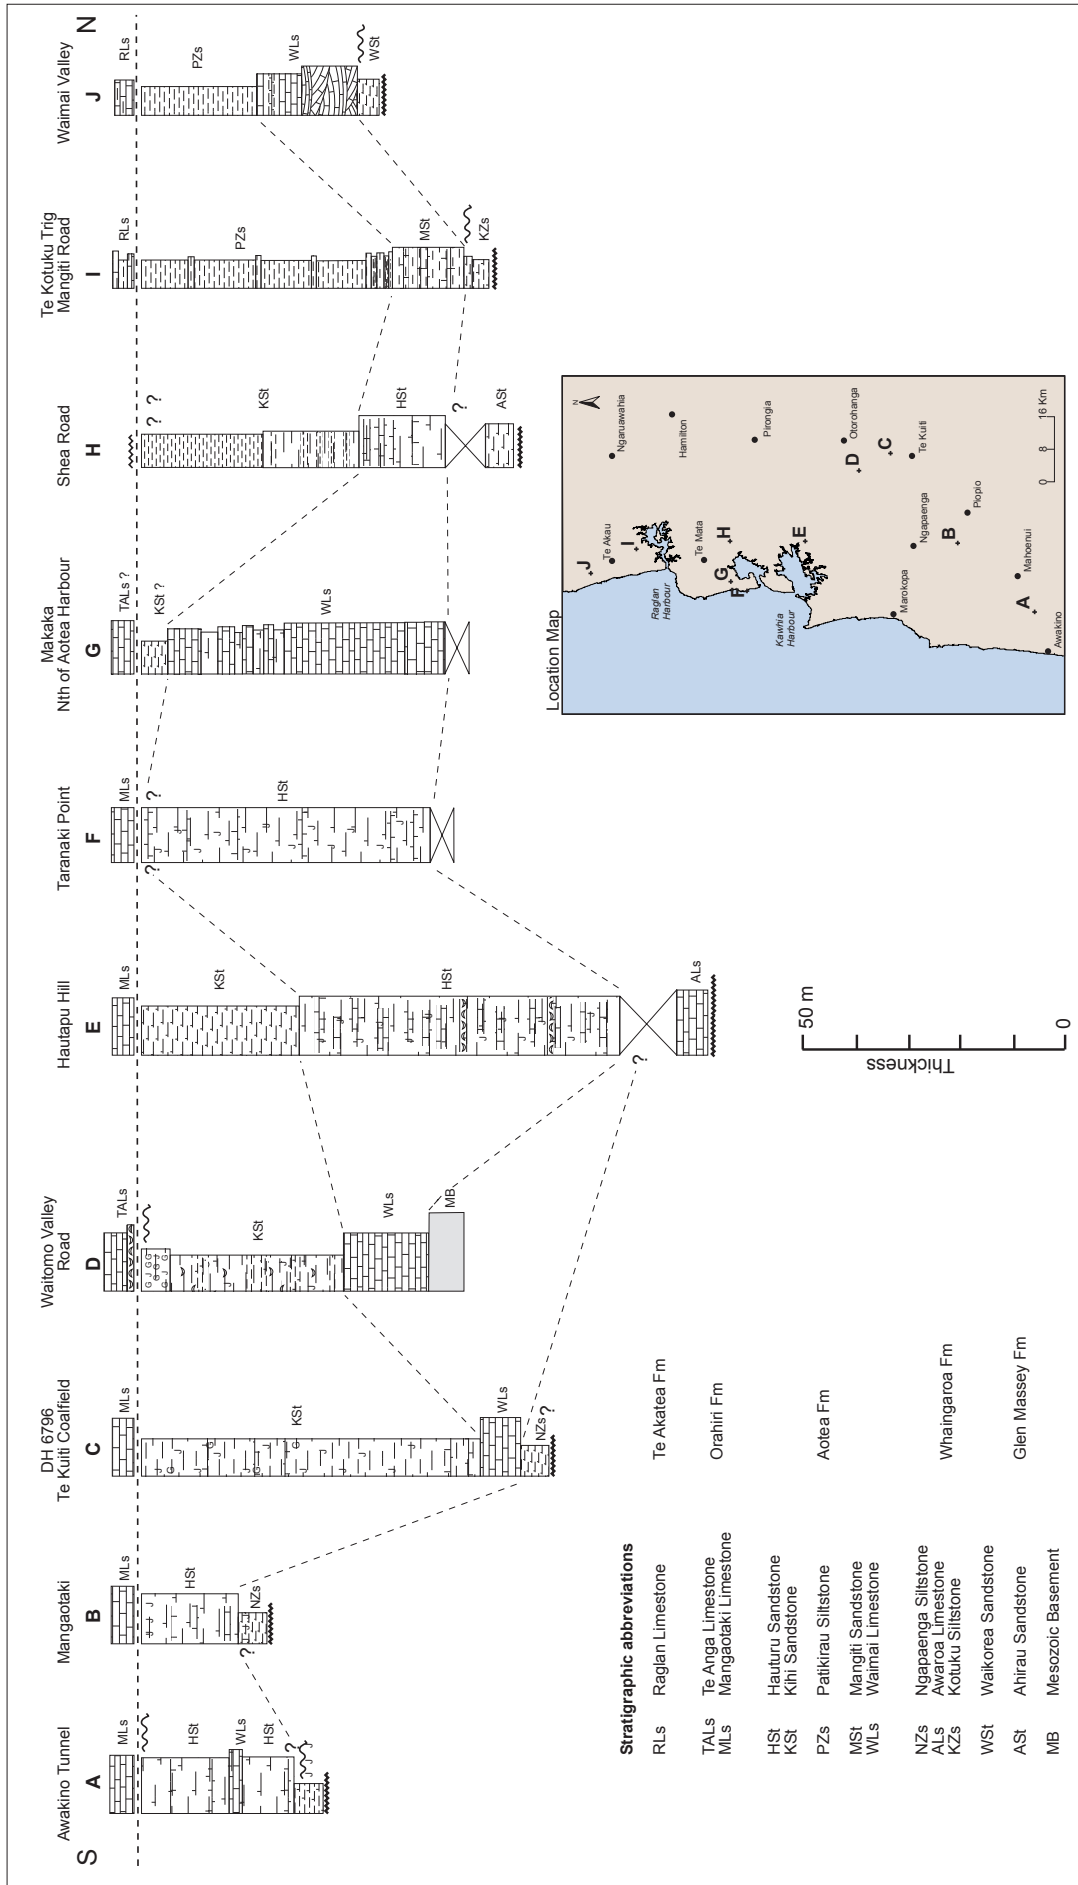 S
N
Awakino Tunnel
A
MLs
HSt
WLs
HSt
?
J J J
Mangaotaki
B
MLs
HSt
NZs
?
DH 6796
Te Kuiti Coalfield
C
MLs
KSt
WLs
NZs
?
Waitomo Valley
Road
D
TALs
KSt
WLs
MB
Hautapu Hill
E
MLs
KSt
HSt
?
ALs
Taranaki Point
F
MLs
?
?
HSt
Makaka
Nth of Aotea Harbour
G
TALs ?
KSt ?
WLs
Shea Road
H
? ?
KSt
HSt
?
ASt
Te Kotuku Trig
Mangiti Road
I
RLs
PZs
MSt
KZs
Waimai Valley
J
RLs
PZs
WLs
WSt
Stratigraphic abbreviations
RLs Raglan Limestone Te Akatea Fm
TALs Te Anga Limestone Orahiri Fm
MLs Mangaotaki Limestone
HSt Hauturu Sandstone
KSt Kihi Sandstone
PZs Patikirau Siltstone Aotea Fm
MSt Mangiti Sandstone
WLs Waimai Limestone
NZs Ngapaenga Siltstone
ALs Awaroa Limestone Whaingaroa Fm
KZs Kotuku Siltstone
WSt Waikorea Sandstone
ASt Ahirau Sandstone Glen Massey Fm
MB Mesozoic Basement
Thickness
50 m
0
Location Map
N
J
Te Akau
Ngaruawahia
I
Raglan
Harbour
Hamilton
Te Mata
H
G
F
Pirongia
Kawhia
Harbour
E
Otorohanga
D
C
Marokopa
Ngapaenga
Te Kuiti
B
Piopio
Mahoenui
A
Awakino
0 8 16 Km